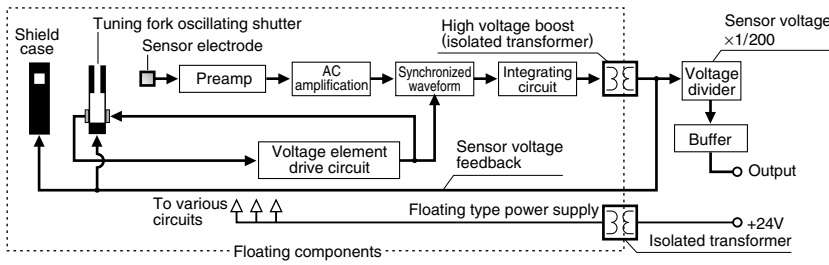 Tuning fork oscillating shutter
Shield
case
Sensor electrode
High voltage boost
(isolated transformer)
Sensor voltage
×1/200
Preamp
AC
amplification
Synchronized
waveform
Integrating
circuit
Voltage
divider
Buffer
Output
Voltage element
drive circuit
Sensor voltage
feedback
To various
circuits
Floating type power supply
+24V
Isolated transformer
Floating components